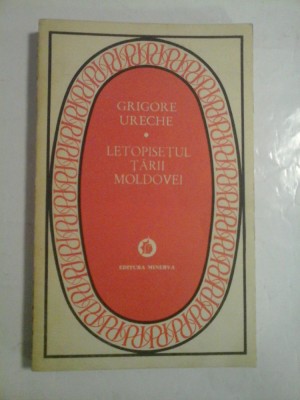 GRIGORE
URECHE
LETOPISEȚUL
ȚĂRII
MOLDOVEI
EDITURA MINERVA